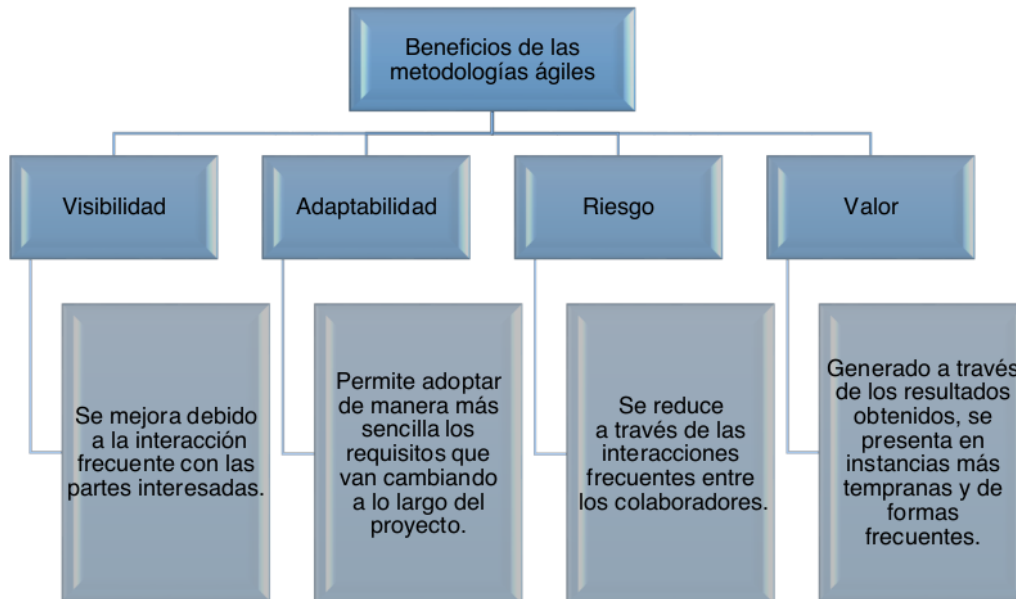 Beneficios de las
metodologías ágiles
Visibilidad
Adaptabilidad
Riesgo
Valor
Se mejora debido
a la interacción
frecuente con las
partes interesadas.
Permite adoptar
de manera más
sencilla los
requisitos que
van cambiando
a lo largo del
proyecto.
Se reduce
a través de las
interacciones
frecuentes entre
los colaboradores.
Generado a través
de los resultados
obtenidos, se
presenta en
instancias más
tempranas y de
formas
frecuentes.